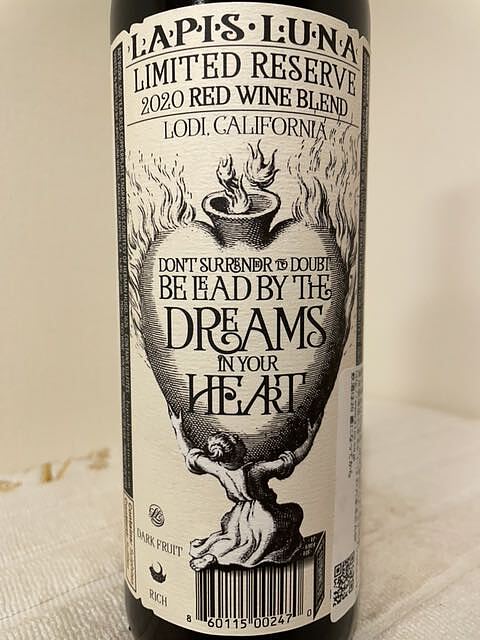 LAPIS·LUNA
LIMITED RESERVE
2020 RED WINE BLEND
LODI, CALIFORNIA
DON'T SURRENDER TO DOUBT
BE LEAD BY THE
DREAMS
IN YOUR
HEART
DARK FRUIT
RICH
8 60115 00247 0